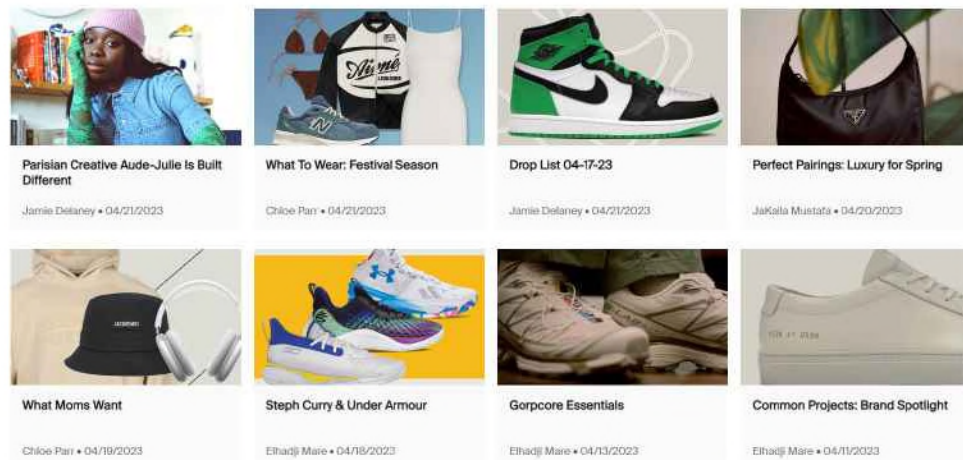 Parisian Creative Aude-Julie Is Built
Different
Jamie Delaney • 04/21/2023
What To Wear: Festival Season
Chloe Parr • 04/21/2023
Drop List 04-17-23
Jamie Delaney • 04/21/2023
Perfect Pairings: Luxury for Spring
JaKaila Mustafa • 04/20/2023
JACQUEMUS
What Moms Want
Chloe Parr • 04/19/2023
Steph Curry & Under Armour
Elhadji Mare • 04/18/2023
Gorpcore Essentials
Elhadji Mare • 04/13/2023
Common Projects: Brand Spotlight
Elhadji Mare • 04/11/2023